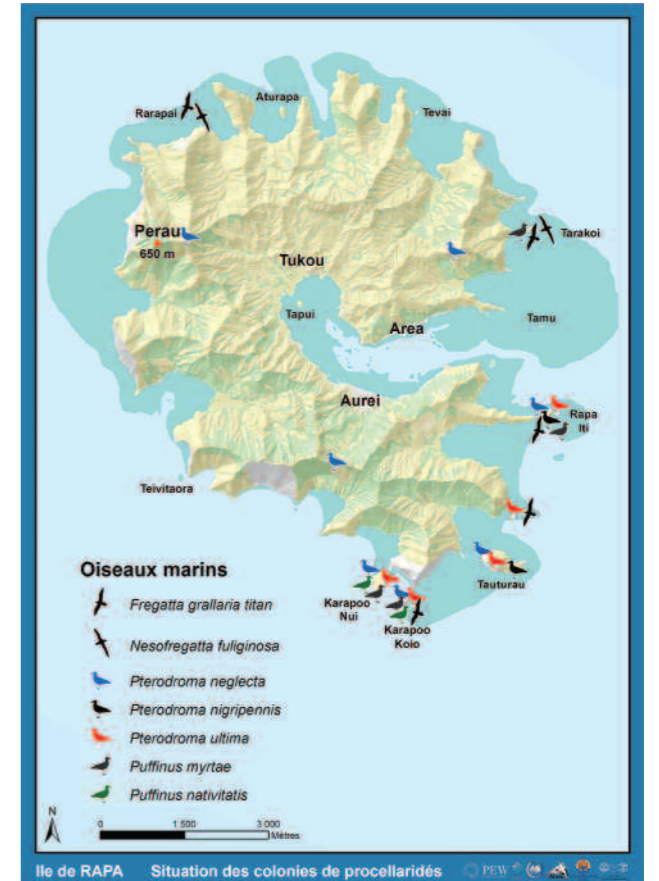 Aturapa
Rarapai
Tevai
Perau
650 m
Tarakoi
Tukou
Tapui
Tamu
Area
Aurei
Rapa
Iti
Teivitaora
Oiseaux marins
Tauturau
Karapoo
Nui
Karapoo
Koio
Fregatta grallaria titan
Nesofregatta fuliginosa
Pterodroma neglecta
Pterodroma nigripennis
Pterodroma ultima
Puffinus myrtae
Puffinus nativitatis
N
0 1 500 3 000
Mètres
Ile de RAPA Situation des colonies de procellaridés PEW